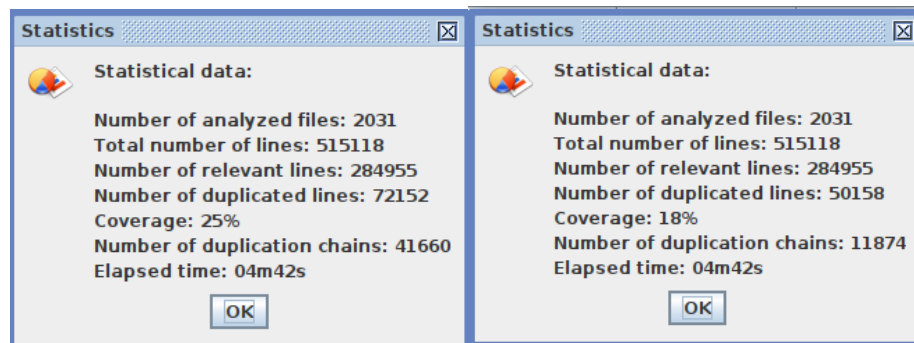 Statistics
Statistical data:
Number of analyzed files: 2031
Total number of lines: 515118
Number of relevant lines: 284955
Number of duplicated lines: 72152
Coverage: 25%
Number of duplication chains: 41660
Elapsed time: 04m42s
OK
Statistics
Statistical data:
Number of analyzed files: 2031
Total number of lines: 515118
Number of relevant lines: 284955
Number of duplicated lines: 50158
Coverage: 18%
Number of duplication chains: 11874
Elapsed time: 04m42s
OK